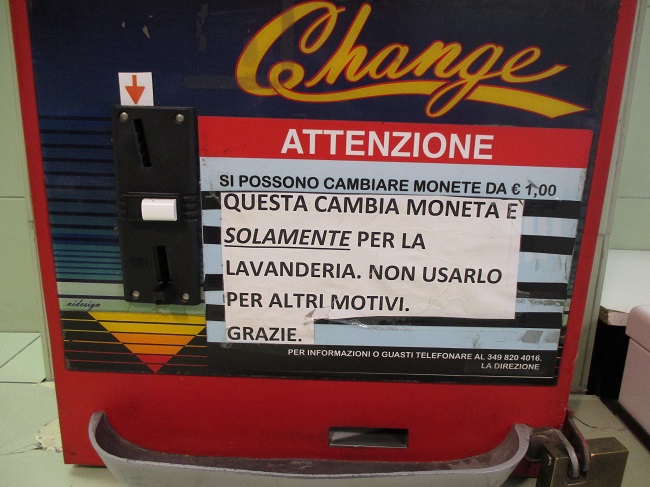 Change
ATTENZIONE
SI POSSONO CAMBIARE MONETE DA € 1,00
QUESTA CAMBIA MONETA E
SOLAMENTE PER LA
LAVANDERIA. NON USARLO
PER ALTRI MOTIVI.
GRAZIE.
PER INFORMAZIONI O GUASTI TELEFONARE AL 349 820 4016.
LA DIREZIONE